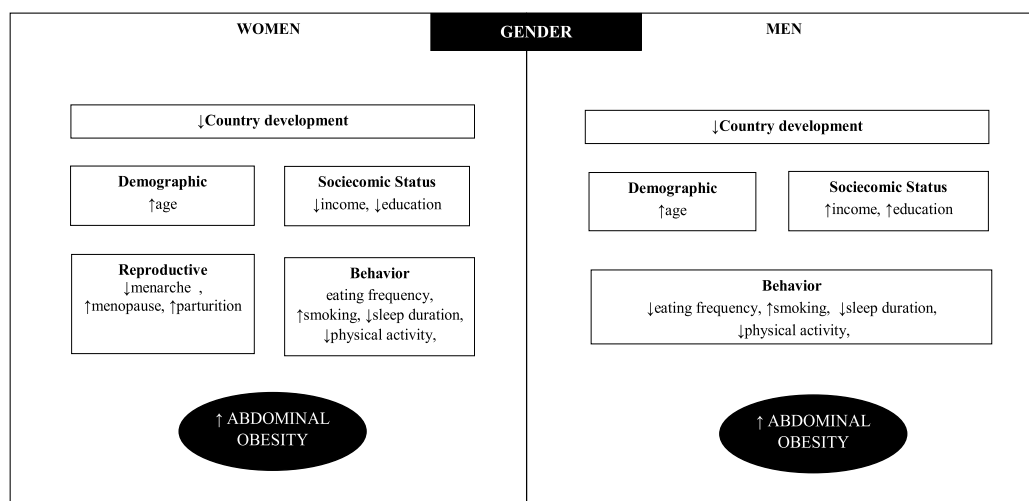 WOMEN
GENDER
MEN
↓Country development
Demographic
↑age
Sociecomic Status
↓income, ↓education
Reproductive
↓menarche ,
↑menopause, ↑parturition
Behavior
eating frequency,
↑smoking, ↓sleep duration,
↓physical activity,
↑ ABDOMINAL
OBESITY
↓Country development
Demographic
↑age
Sociecomic Status
↑income, ↑education
Behavior
↓eating frequency, ↑smoking, ↓sleep duration,
↓physical activity,
↑ ABDOMINAL
OBESITY